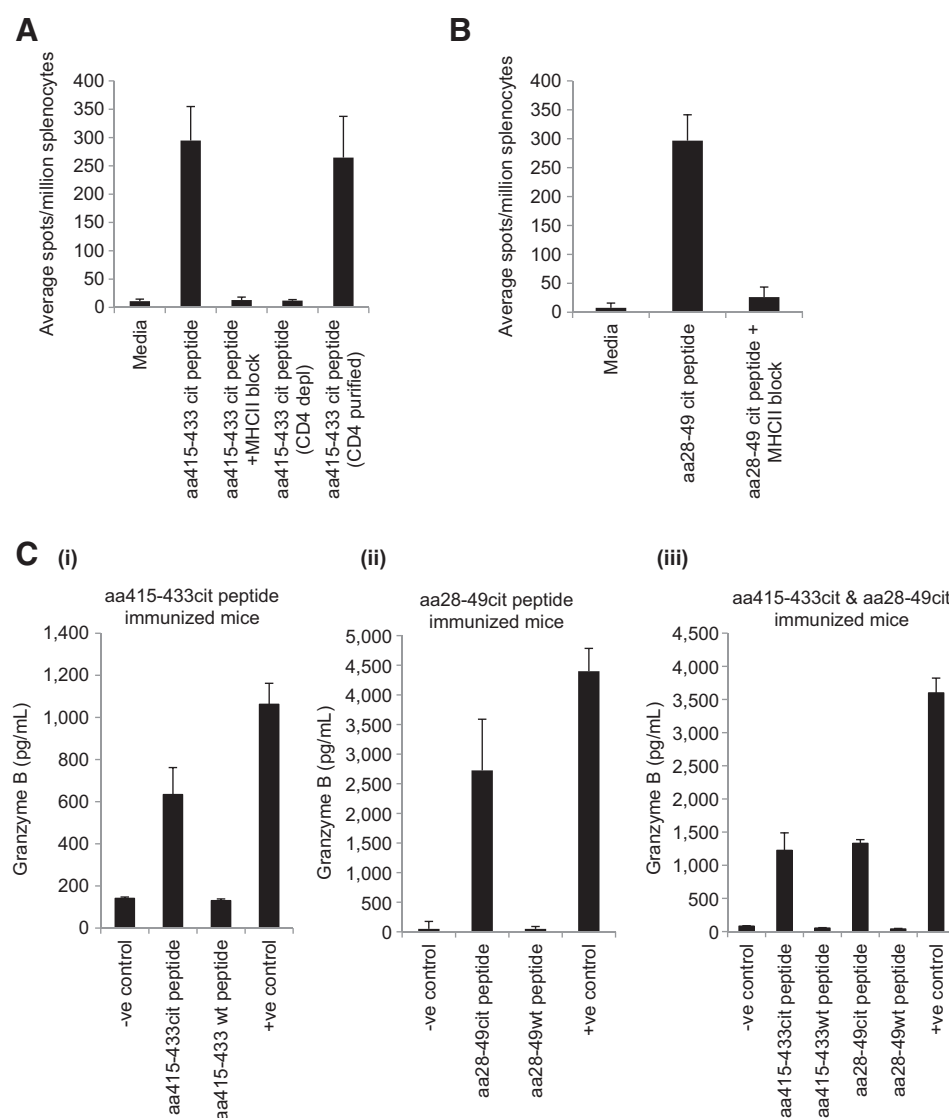 A
Average spots/million splenocytes
400
350
300
250
200
150
100
50
0
Media
aa415-433 cit peptide
aa415-433 cit peptide
+MHCII block
aa415-433 cit peptide
(CD4 depl)
aa415-433 cit peptide
(CD4 purified)
B
Average spots/million splenocytes
400
350
300
250
200
150
100
50
0
Media
aa28-49 cit peptide
aa28-49 cit peptide +
MHCII block
C (i)
aa415-433cit peptide
immunized mice
Granzyme B (pg/mL)
1,400
1,200
1,000
800
600
400
200
0
-ve control
aa415-433cit peptide
aa415-433 wt peptide
+ve control
(ii)
aa28-49cit peptide
immunized mice
Granzyme B (pg/mL)
5,000
4,500
4,000
3,500
3,000
2,500
2,000
1,500
1,000
500
0
-ve control
aa28-49cit peptide
aa28-49wt peptide
+ve control
(iii)
aa415-433cit & aa28-49cit
immunized mice
Granzyme B (pg/mL)
4,500
4,000
3,500
3,000
2,500
2,000
1,500
1,000
500
0
-ve control
aa415-433cit peptide
aa415-433wt peptide
aa28-49cit peptide
aa28-49wt peptide
+ve control